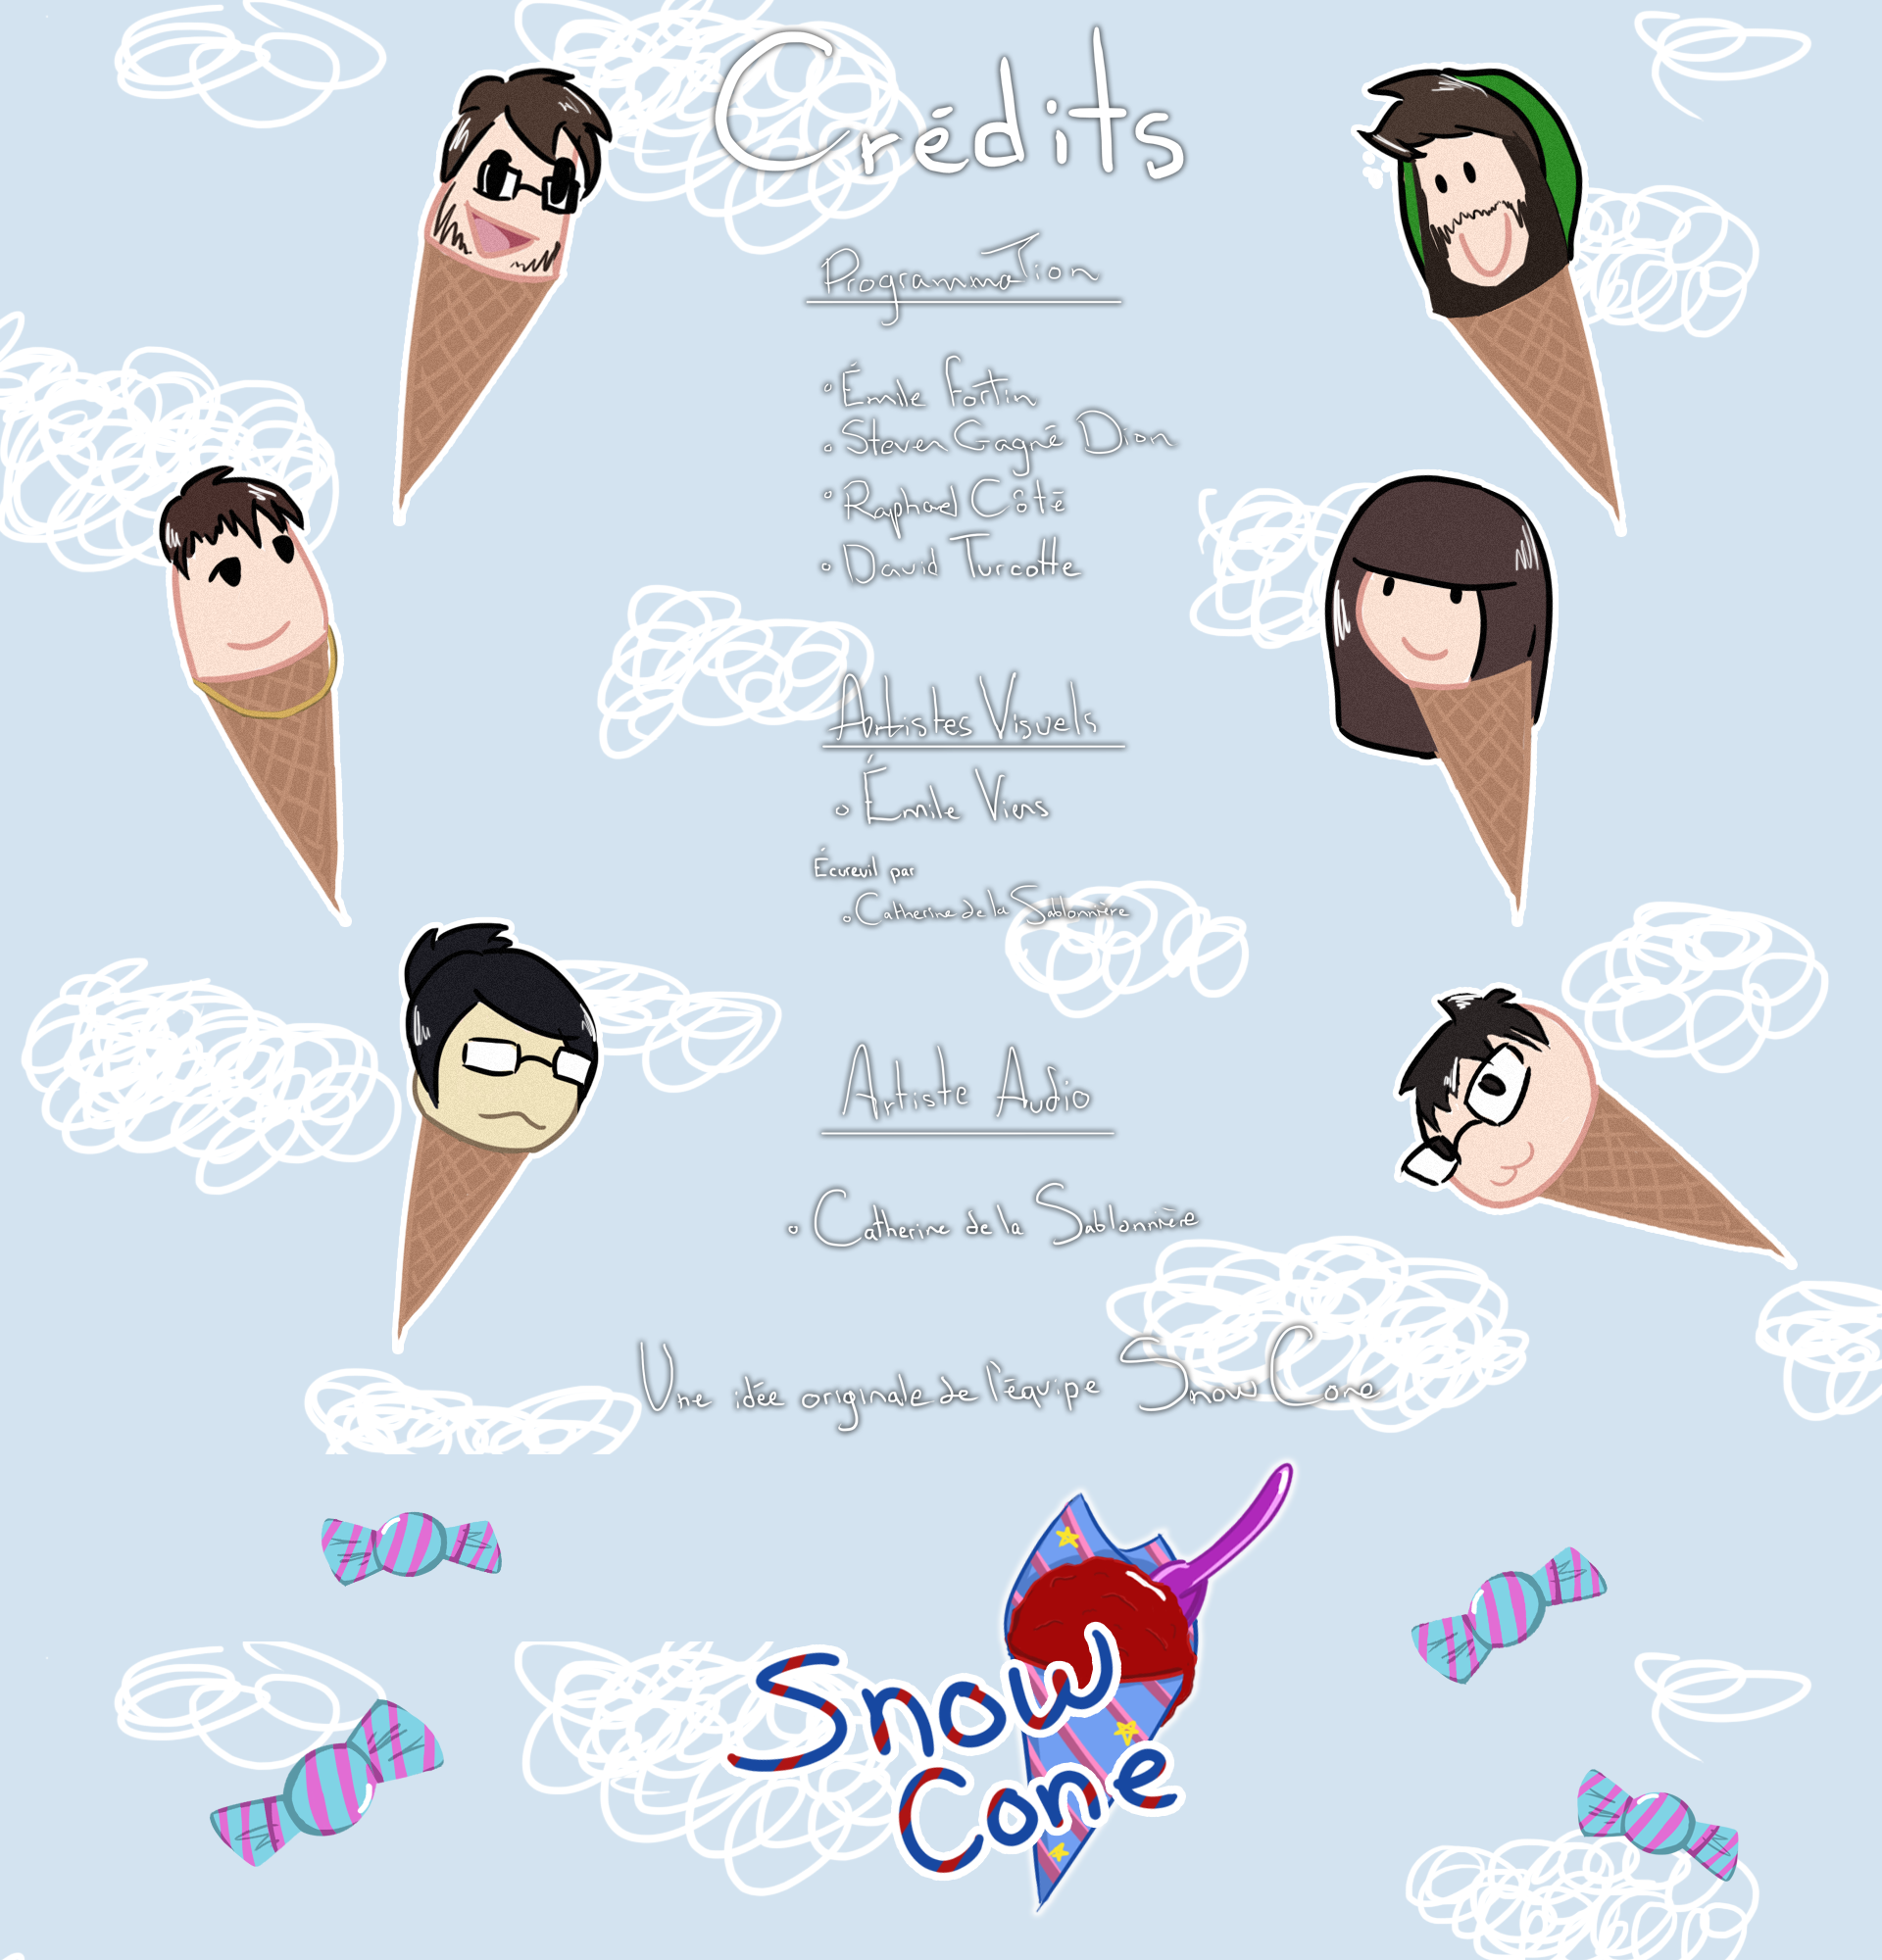 Crédits
Programmation
◦ Émile Fortin
◦ Steven Gagné Dion
◦ Raphael Côté
◦ David Turcotte
Artistes Visuels
◦ Émile Viens
Écureuil par
◦ Catherine de la Sablonnière
Artiste Audio
◦ Catherine de la Sablonnière
Une idée originale de l'équipe Snow Cone
Snow
Cone